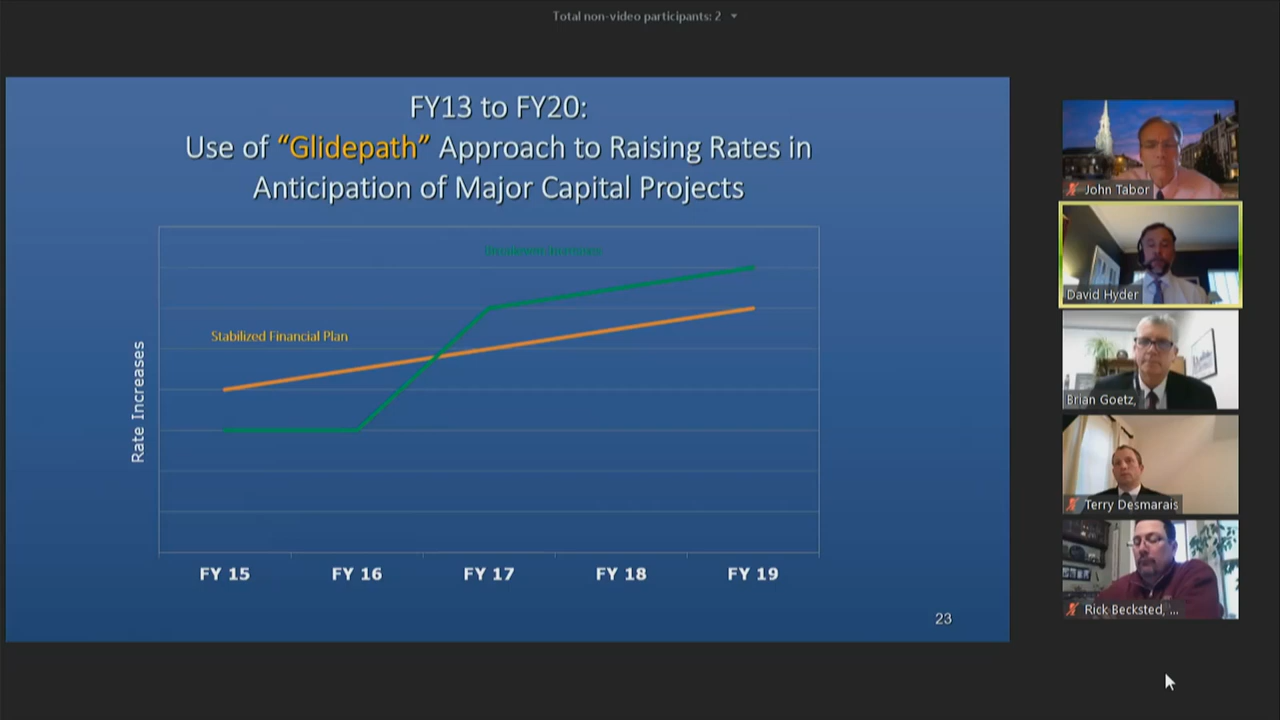 Total non-video participants: 2
FY13 to FY20:
Use of “Glidepath” Approach to Raising Rates in
Anticipation of Major Capital Projects
Stabilized Financial Plan
Rate Increases
FY 15
FY 16
FY 17
FY 18
FY 19
23
John Tabor
David Hyder
Brian Goetz,
Terry Desmarais
Rick Becksted, ...